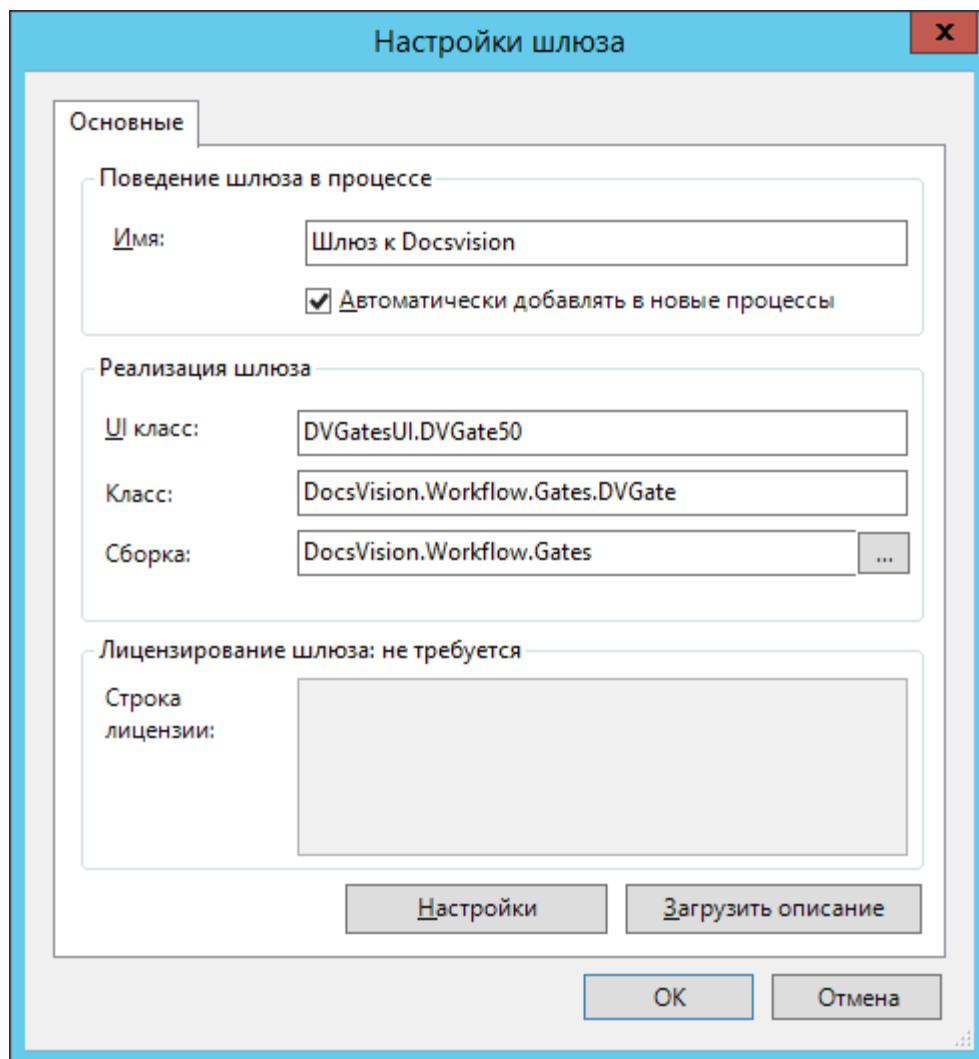 Настройки шлюза
x
Основные
Поведение шлюза в процессе
Имя:
Шлюз к Docsvision
Автоматически добавлять в новые процессы
Реализация шлюза
UI класс:
DVGatesUI.DVGate50
Класс:
DocsVision.Workflow.Gates.DVGate
Сборка:
DocsVision.Workflow.Gates
...
Лицензирование шлюза: не требуется
Строка
лицензии:
Настройки
Загрузить описание
OK
Отмена